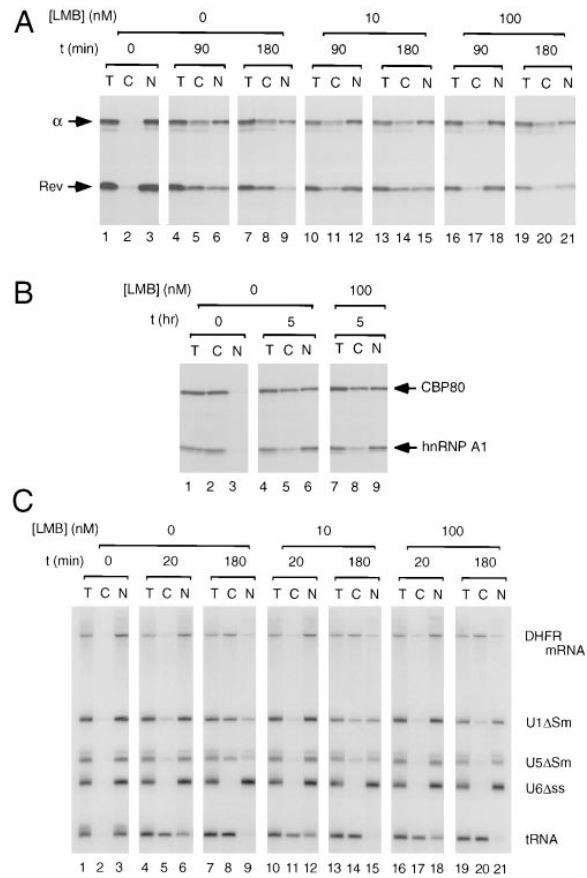 A
[LMB] (nM) 0 10 100
t (min) 0 90 180 90 180 90 180
T C N T C N T C N T C N T C N T C N T C N
α
Rev
1 2 3 4 5 6 7 8 9 10 11 12 13 14 15 16 17 18 19 20 21
B
[LMB] (nM) 0 100
t (hr) 0 5 5
T C N T C N T C N
CBP80
hnRNP A1
1 2 3 4 5 6 7 8 9
C
[LMB] (nM) 0 10 100
t (min) 0 20 180 20 180 20 180
T C N T C N T C N T C N T C N T C N T C N
DHFR
mRNA
U1ΔSm
U5ΔSm
U6Δss
tRNA
1 2 3 4 5 6 7 8 9 10 11 12 13 14 15 16 17 18 19 20 21